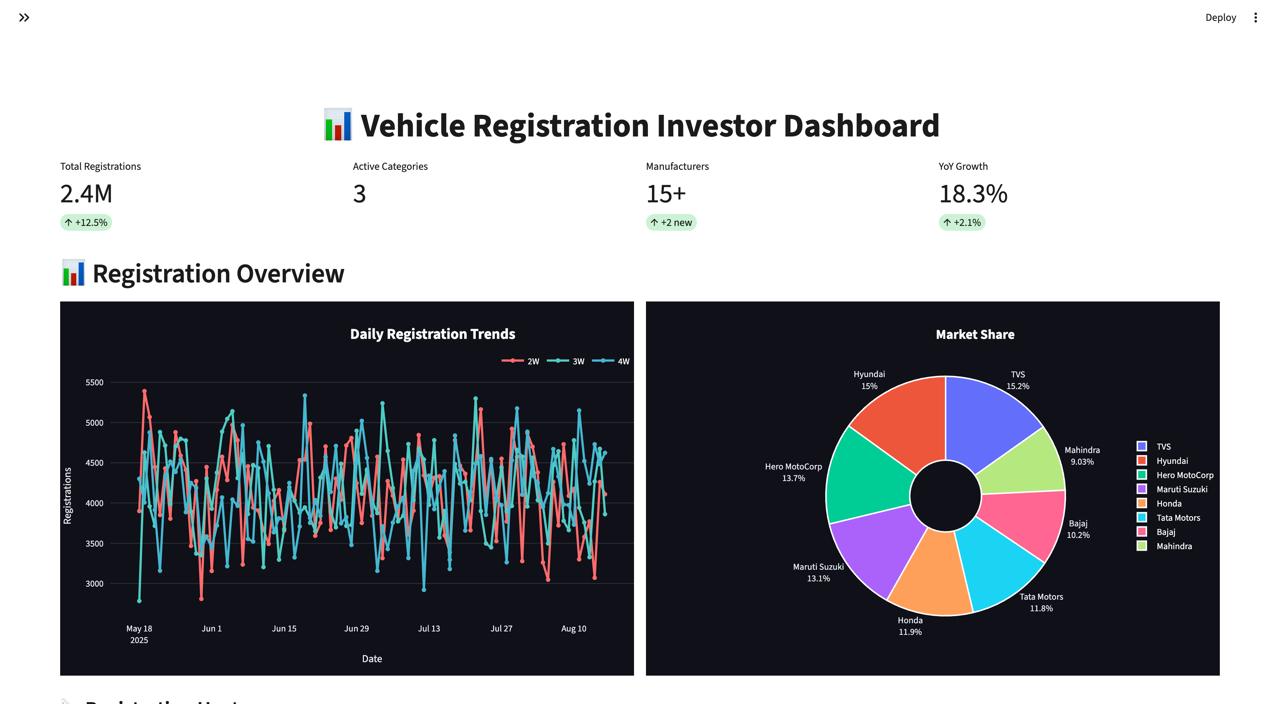 Deploy
Vehicle Registration Investor Dashboard
Total Registrations
2.4M
↑ +12.5%
Active Categories
3
Manufacturers
15+
↑ +2 new
YoY Growth
18.3%
↑ +2.1%
Registration Overview
Daily Registration Trends
2W 3W 4W
5500
5000
4500
4000
3500
3000
Registrations
May 18
2025
Jun 1
Jun 15
Jun 29
Jul 13
Jul 27
Aug 10
Date
Market Share
TVS
15.2%
Mahindra
9.03%
Bajaj
10.2%
Tata Motors
11.8%
Honda
11.9%
Maruti Suzuki
13.1%
Hero MotoCorp
13.7%
Hyundai
15%
TVS
Hyundai
Hero MotoCorp
Maruti Suzuki
Honda
Tata Motors
Bajaj
Mahindra